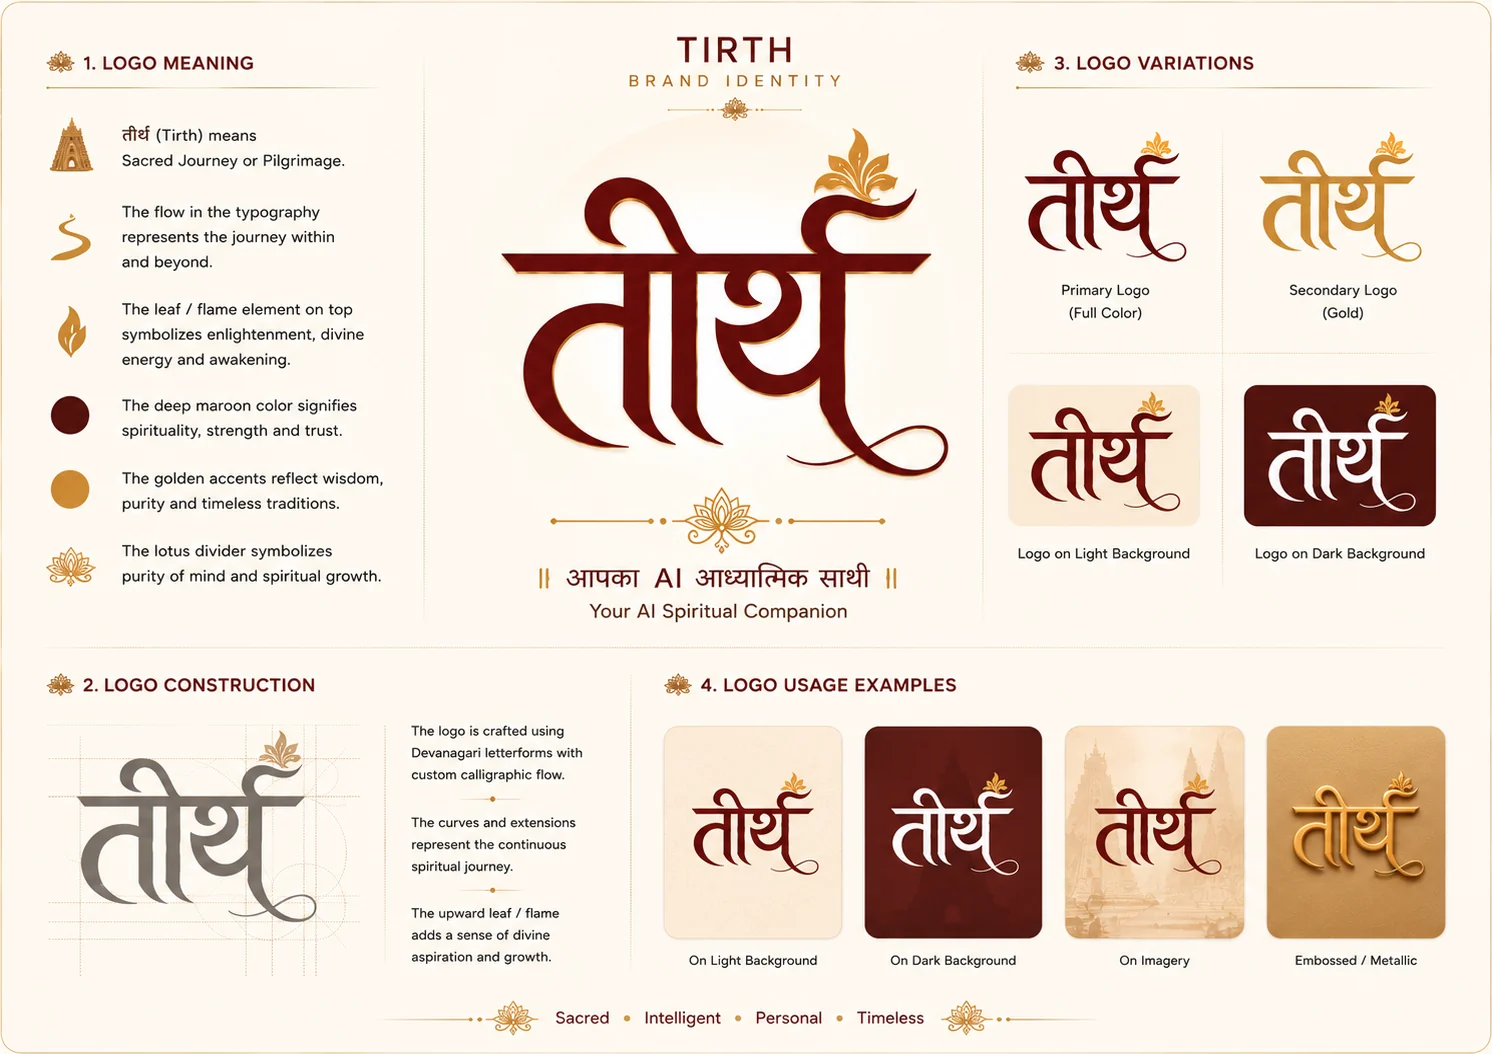 TIRTH
BRAND IDENTITY
1. LOGO MEANING
तीर्थ (Tirth) means
Sacred Journey or Pilgrimage.
The flow in the typography
represents the journey within
and beyond.
The leaf / flame element on top
symbolizes enlightenment, divine
energy and awakening.
The deep maroon color signifies
spirituality, strength and trust.
The golden accents reflect wisdom,
purity and timeless traditions.
The lotus divider symbolizes
purity of mind and spiritual growth.
तीर्थ
|| आपका AI आध्यात्मिक साथी ||
Your AI Spiritual Companion
3. LOGO VARIATIONS
तीर्थ
Primary Logo
(Full Color)
तीर्थ
Secondary Logo
(Gold)
तीर्थ
Logo on Light Background
तीर्थ
Logo on Dark Background
2. LOGO CONSTRUCTION
तीर्थ
The logo is crafted using
Devanagari letterforms with
custom calligraphic flow.
The curves and extensions
represent the continuous
spiritual journey.
The upward leaf / flame
adds a sense of divine
aspiration and growth.
4. LOGO USAGE EXAMPLES
तीर्थ
On Light Background
तीर्थ
On Dark Background
तीर्थ
On Imagery
तीर्थ
Embossed / Metallic
Sacred • Intelligent • Personal • Timeless